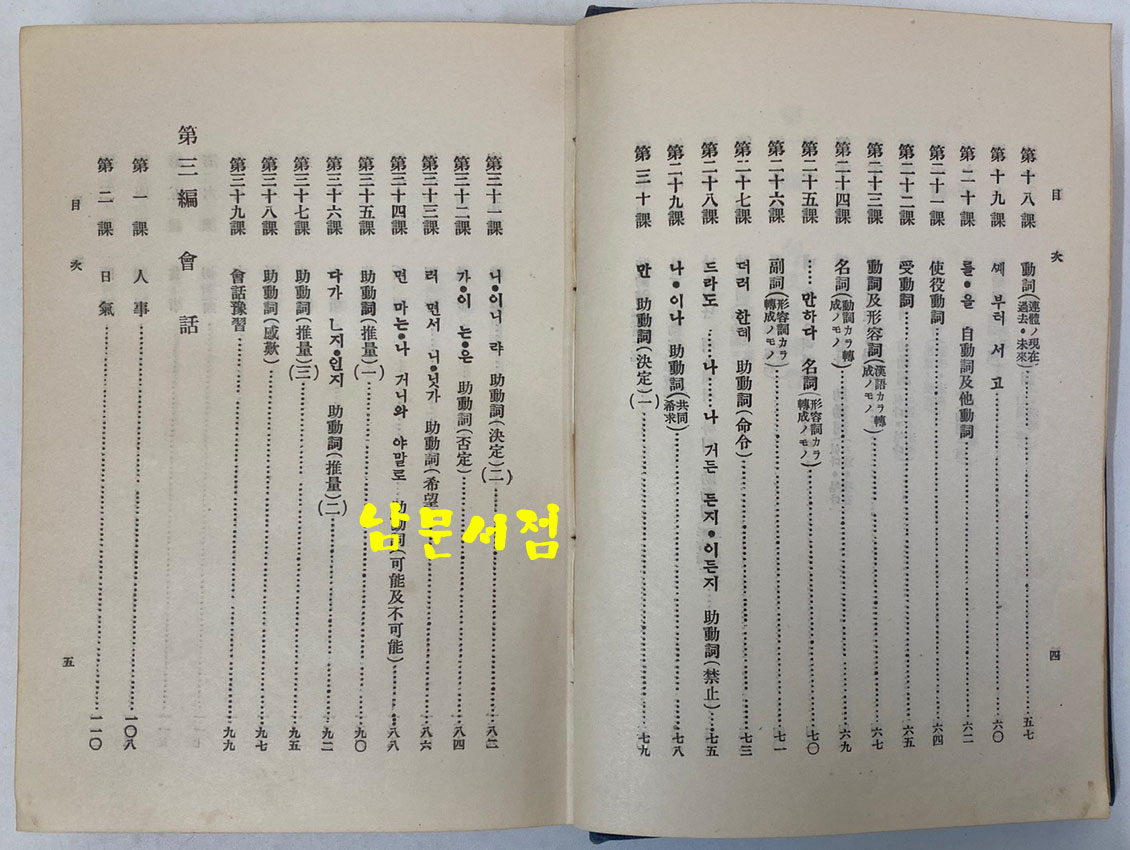 目次
第十八課 動詞(連體ノ現在過去・未來)……五七
第十九課 부터 서 고……六〇
第二十課 를・을 自動詞及他動詞……六二
第二十一課 使役動詞……六四
第二十二課 受動詞……六五
第二十三課 動詞及形容詞(漢語カラ轉成ノモノ)……六七
第二十四課 名詞(動詞カラ轉成ノモノ)……六九
第二十五課 ……만하다 名詞(形容詞カラ轉成ノモノ)……七〇
第二十六課 副詞(形容詞カラ轉成ノモノ)……七一
第二十七課 더러 한테 助動詞(命令)……七三
第二十八課 드라도 ……나……나 거든 든지・이든지 助動詞(禁止)……七五
第二十九課 나・이나 助動詞(共同希求)……七八
第三十課 만 助動詞(決定)(一)……七九
四
第三十一課 니・이니 랴 助動詞(決定)(二)……八二
第三十二課 가・이 는・은 助動詞(否定)……八四
第三十三課 려 면서 니・닛가 助動詞(希望……八六
第三十四課 면 마는・나 거니와 야말로 助動詞(可能及不可能)……八八
第三十五課 助動詞(推量)(一)……九〇
第三十六課 다가 ㄴ지・인지 助動詞(推量)(二)……九二
第三十七課 助動詞(推量)(三)……九五
第三十八課 助動詞(感歎)……九七
第三十九課 會話豫習……九九
第三編 會話
第一課 人事……一〇八
第二課 日氣……一一〇
目次
五
남문서점